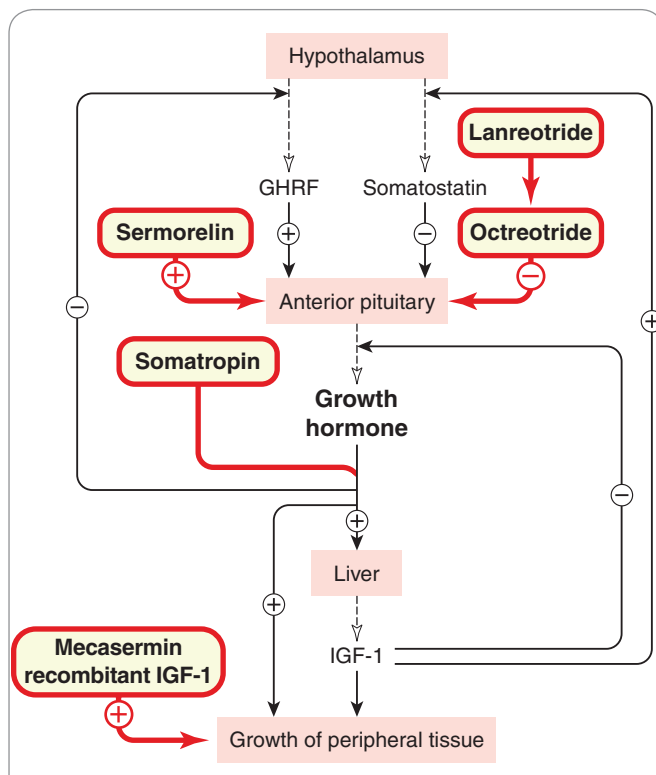 Hypothalamus
Lanreotride
GHRF
Somatostatin
Sermorelin
+
+
−
Octreotride
−
Anterior pituitary
−
+
Somatropin
Growth
hormone
−
+
Liver
+
IGF-1
Mecasermin
recombitant IGF-1
+
Growth of peripheral tissue